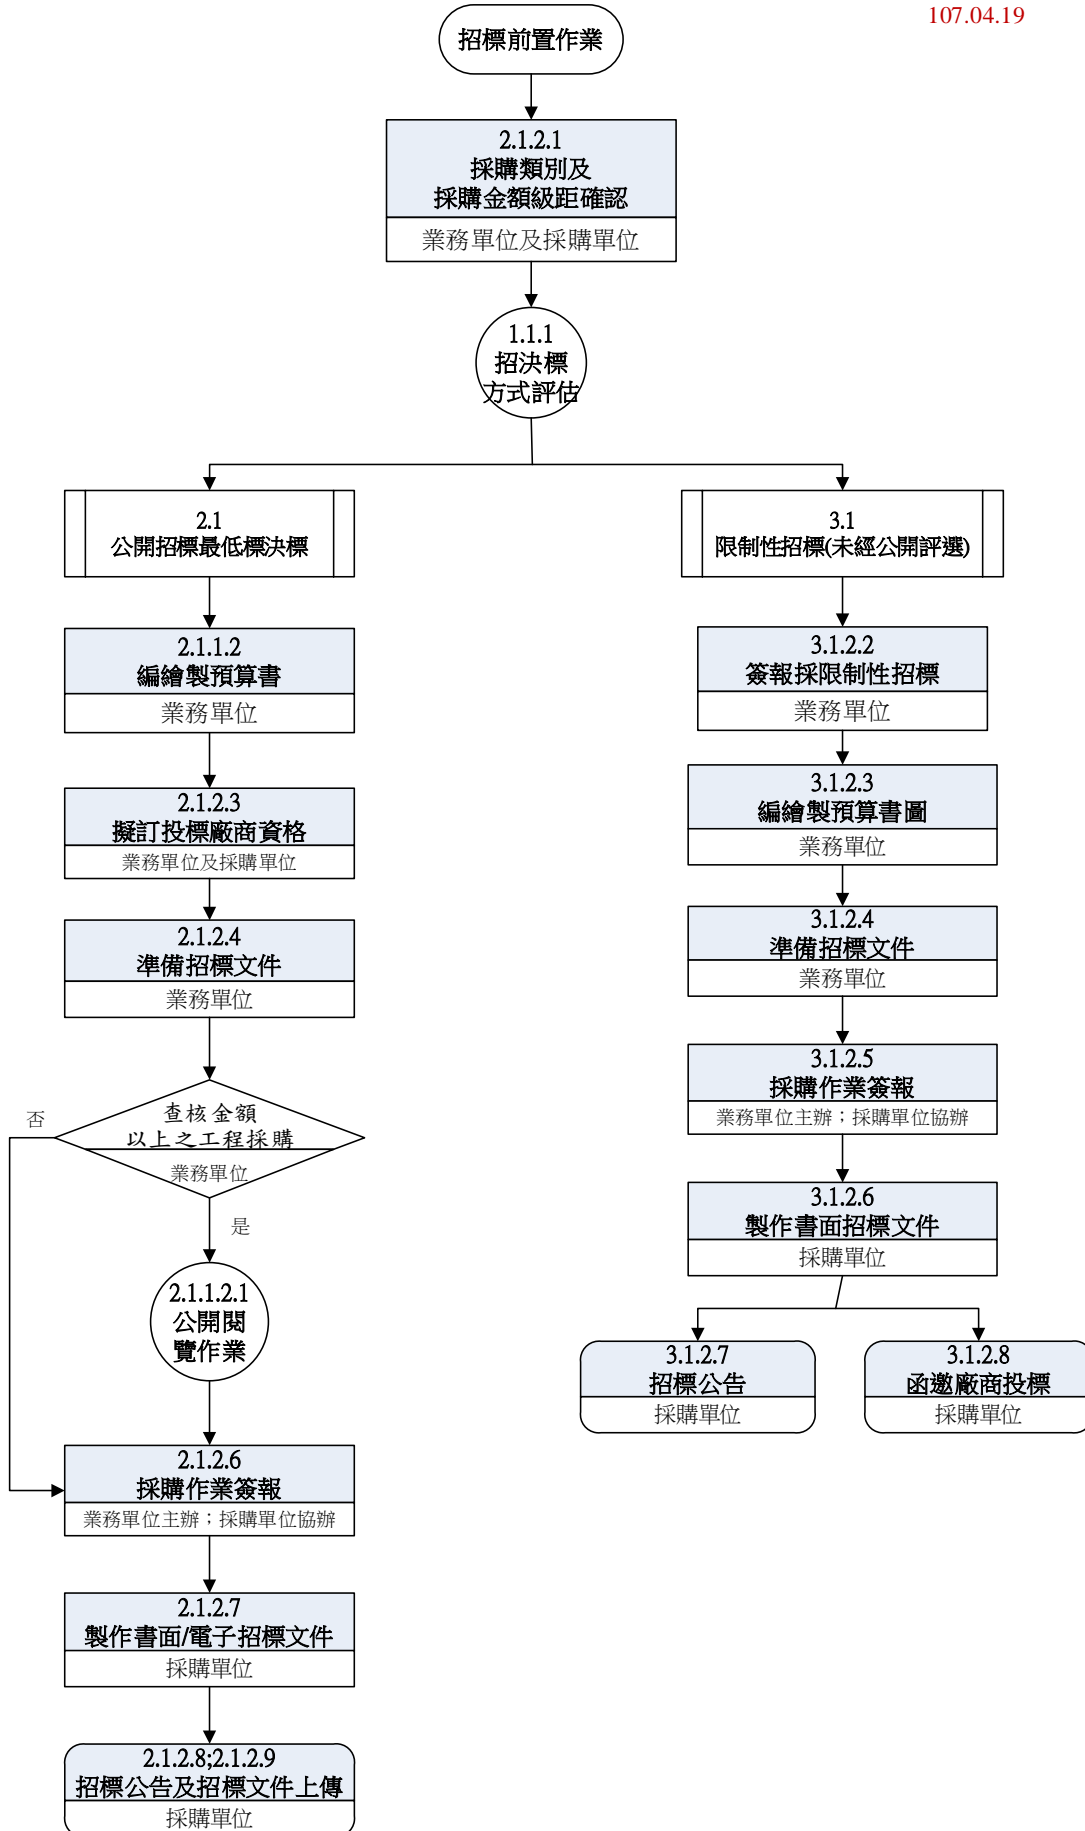 107.04.19
招標前置作業
2.1.2.1
採購類別及
採購金額級距確認
業務單位及採購單位
1.1.1
招決標
方式評估
2.1
公開招標最低標決標
2.1.1.2
編繪製預算書
業務單位
2.1.2.3
擬訂投標廠商資格
業務單位及採購單位
2.1.2.4
準備招標文件
業務單位
查核金額
以上之工程採購
業務單位
否
是
2.1.1.2.1
公開閱
覽作業
2.1.2.6
採購作業簽報
業務單位主辦；採購單位協辦
2.1.2.7
製作書面/電子招標文件
採購單位
2.1.2.8;2.1.2.9
招標公告及招標文件上傳
採購單位
3.1
限制性招標(未經公開評選)
3.1.2.2
簽報採限制性招標
業務單位
3.1.2.3
編繪製預算書圖
業務單位
3.1.2.4
準備招標文件
業務單位
3.1.2.5
採購作業簽報
業務單位主辦；採購單位協辦
3.1.2.6
製作書面招標文件
採購單位
3.1.2.7
招標公告
採購單位
3.1.2.8
函邀廠商投標
採購單位